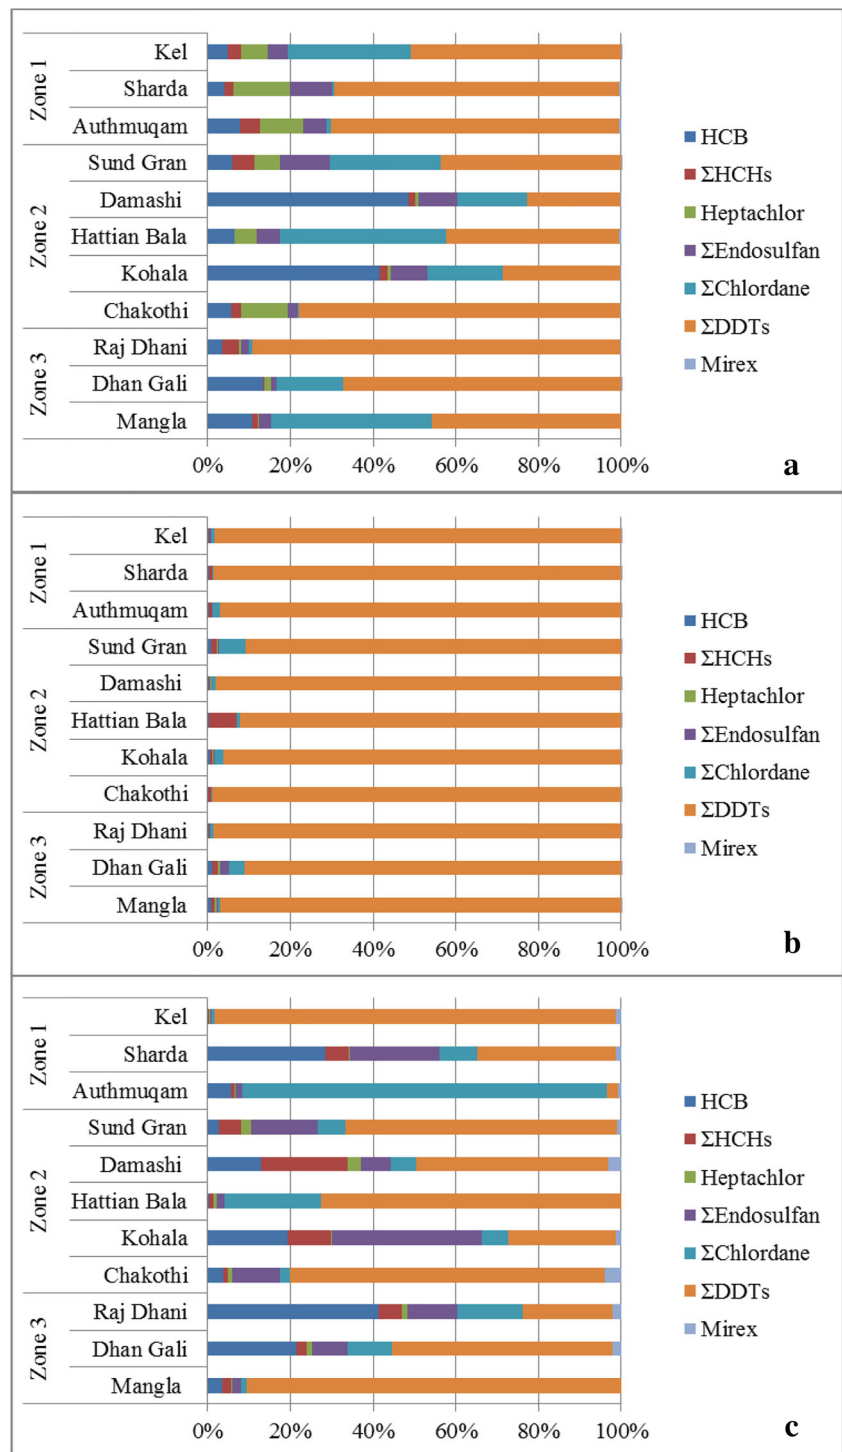 Zone 1
Kel
Sharda
Authmuqam
Zone 2
Sund Gran
Damashi
Hattian Bala
Kohala
Chakothi
Zone 3
Raj Dhani
Dhan Gali
Mangla
0% 20% 40% 60% 80% 100%
HCB
ΣHCHs
Heptachlor
ΣEndosulfan
ΣChlordane
ΣDDTs
Mirex
a
Zone 1
Kel
Sharda
Authmuqam
Zone 2
Sund Gran
Damashi
Hattian Bala
Kohala
Chakothi
Zone 3
Raj Dhani
Dhan Gali
Mangla
0% 20% 40% 60% 80% 100%
HCB
ΣHCHs
Heptachlor
ΣEndosulfan
ΣChlordane
ΣDDTs
Mirex
b
Zone 1
Kel
Sharda
Authmuqam
Zone 2
Sund Gran
Damashi
Hattian Bala
Kohala
Chakothi
Zone 3
Raj Dhani
Dhan Gali
Mangla
0% 20% 40% 60% 80% 100%
HCB
ΣHCHs
Heptachlor
ΣEndosulfan
ΣChlordane
ΣDDTs
Mirex
c